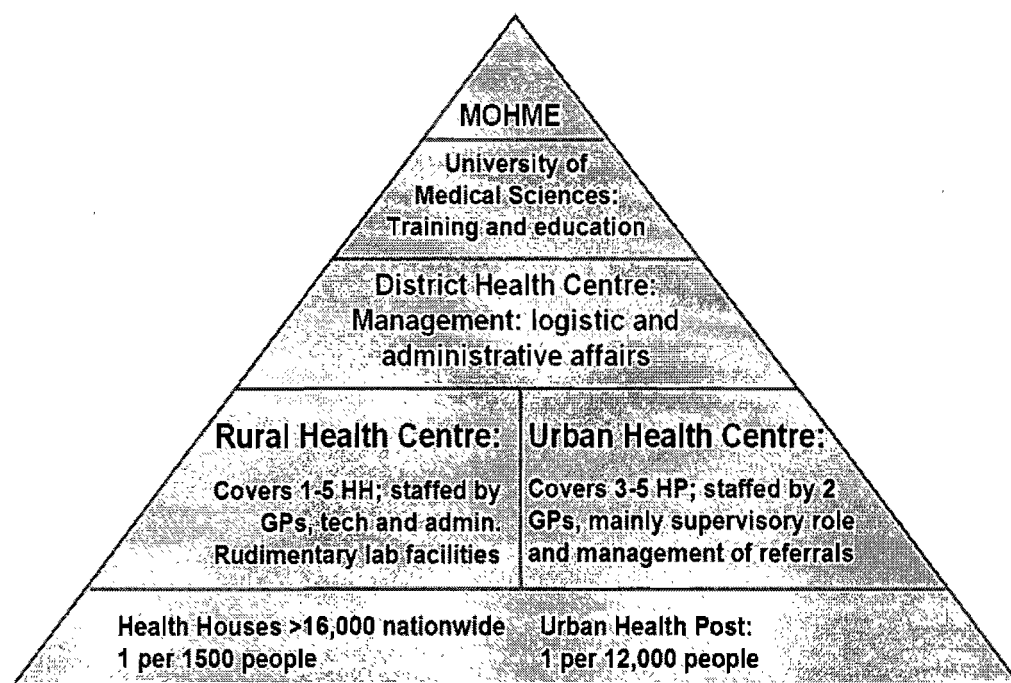 MOHME
University of
Medical Sciences:
Training and education
District Health Centre:
Management: logistic and
administrative affairs
Rural Health Centre:
Covers 1-5 HH; staffed by
GPs, tech and admin.
Rudimentary lab facilities
Urban Health Centre:
Covers 3-5 HP; staffed by 2
GPs, mainly supervisory role
and management of referrals
Health Houses >16,000 nationwide
1 per 1500 people
Urban Health Post:
1 per 12,000 people